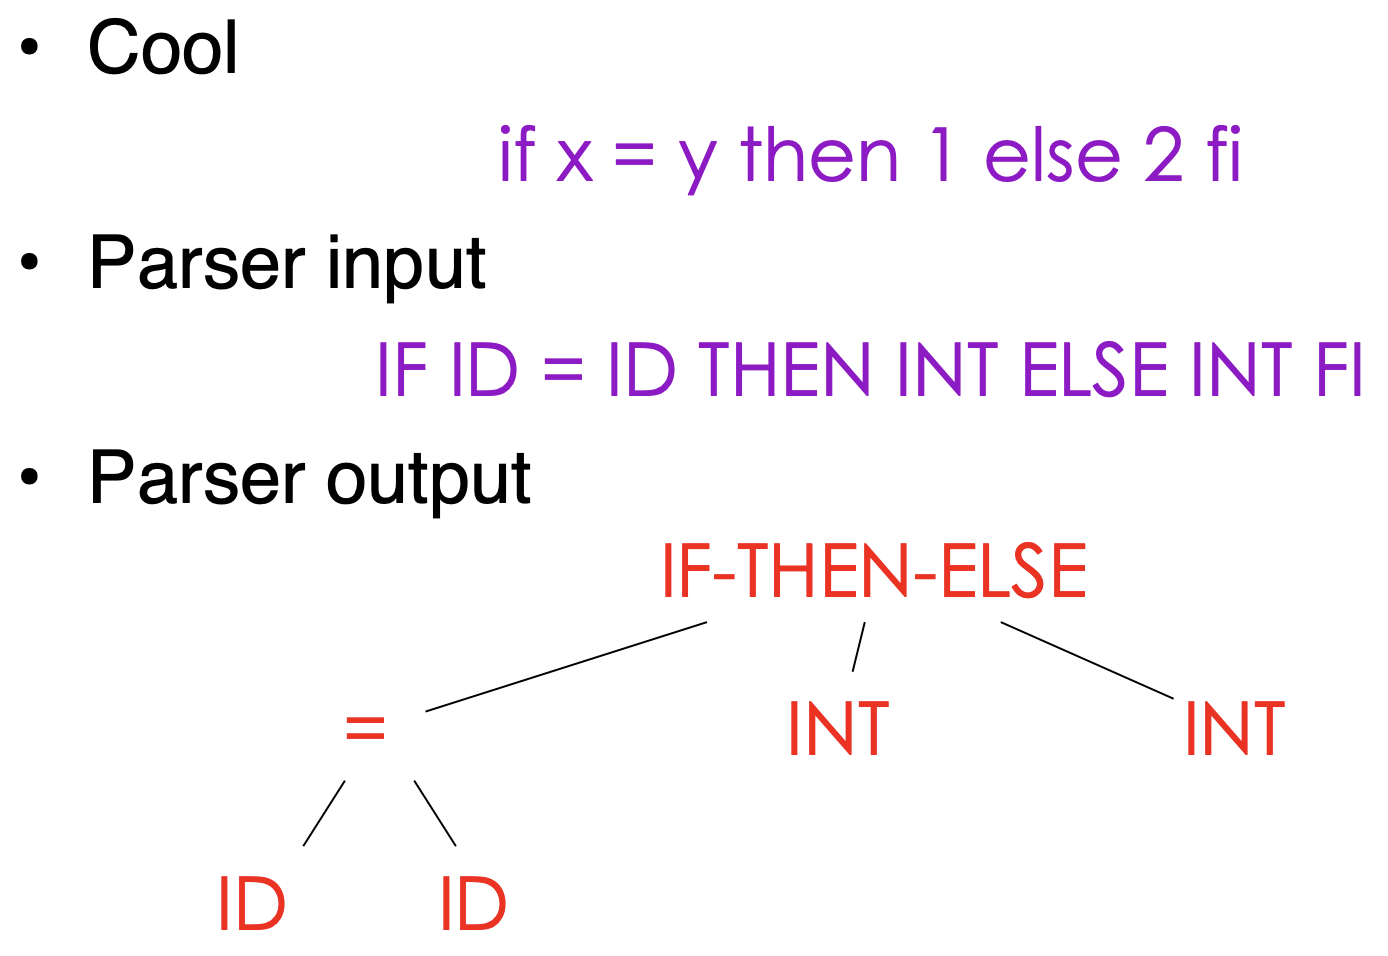 • Cool
if x = y then 1 else 2 fi
• Parser input
IF ID = ID THEN INT ELSE INT FI
• Parser output
IF-THEN-ELSE
= INT INT
ID ID